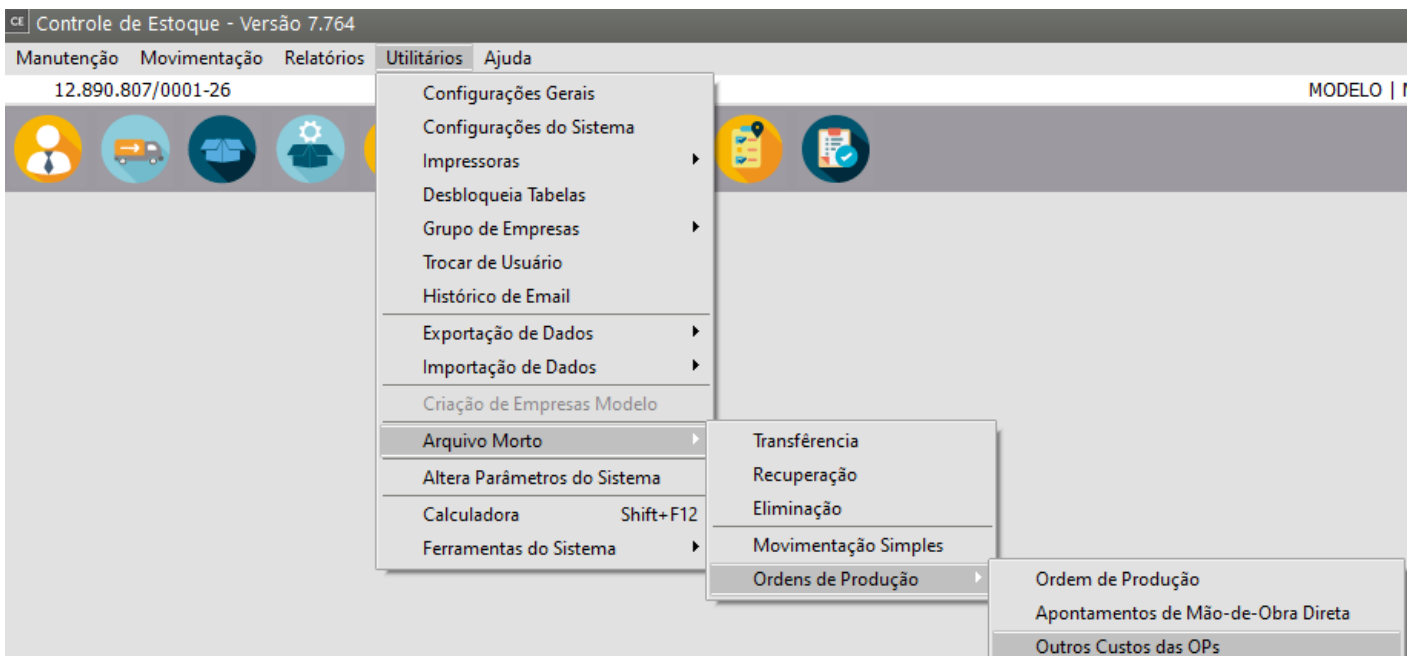 CE Controle de Estoque - Versão 7.764
Manutenção Movimentação Relatórios Utilitários Ajuda
12.890.807/0001-26
MODELO |
Configurações Gerais
Configurações do Sistema
Impressoras
Desbloqueia Tabelas
Grupo de Empresas
Trocar de Usuário
Histórico de Email
Exportação de Dados
Importação de Dados
Criação de Empresas Modelo
Arquivo Morto
Altera Parâmetros do Sistema
Calculadora Shift+F12
Ferramentas do Sistema
Transfêrencia
Recuperação
Eliminação
Movimentação Simples
Ordens de Produção
Ordem de Produção
Apontamentos de Mão-de-Obra Direta
Outros Custos das OPs